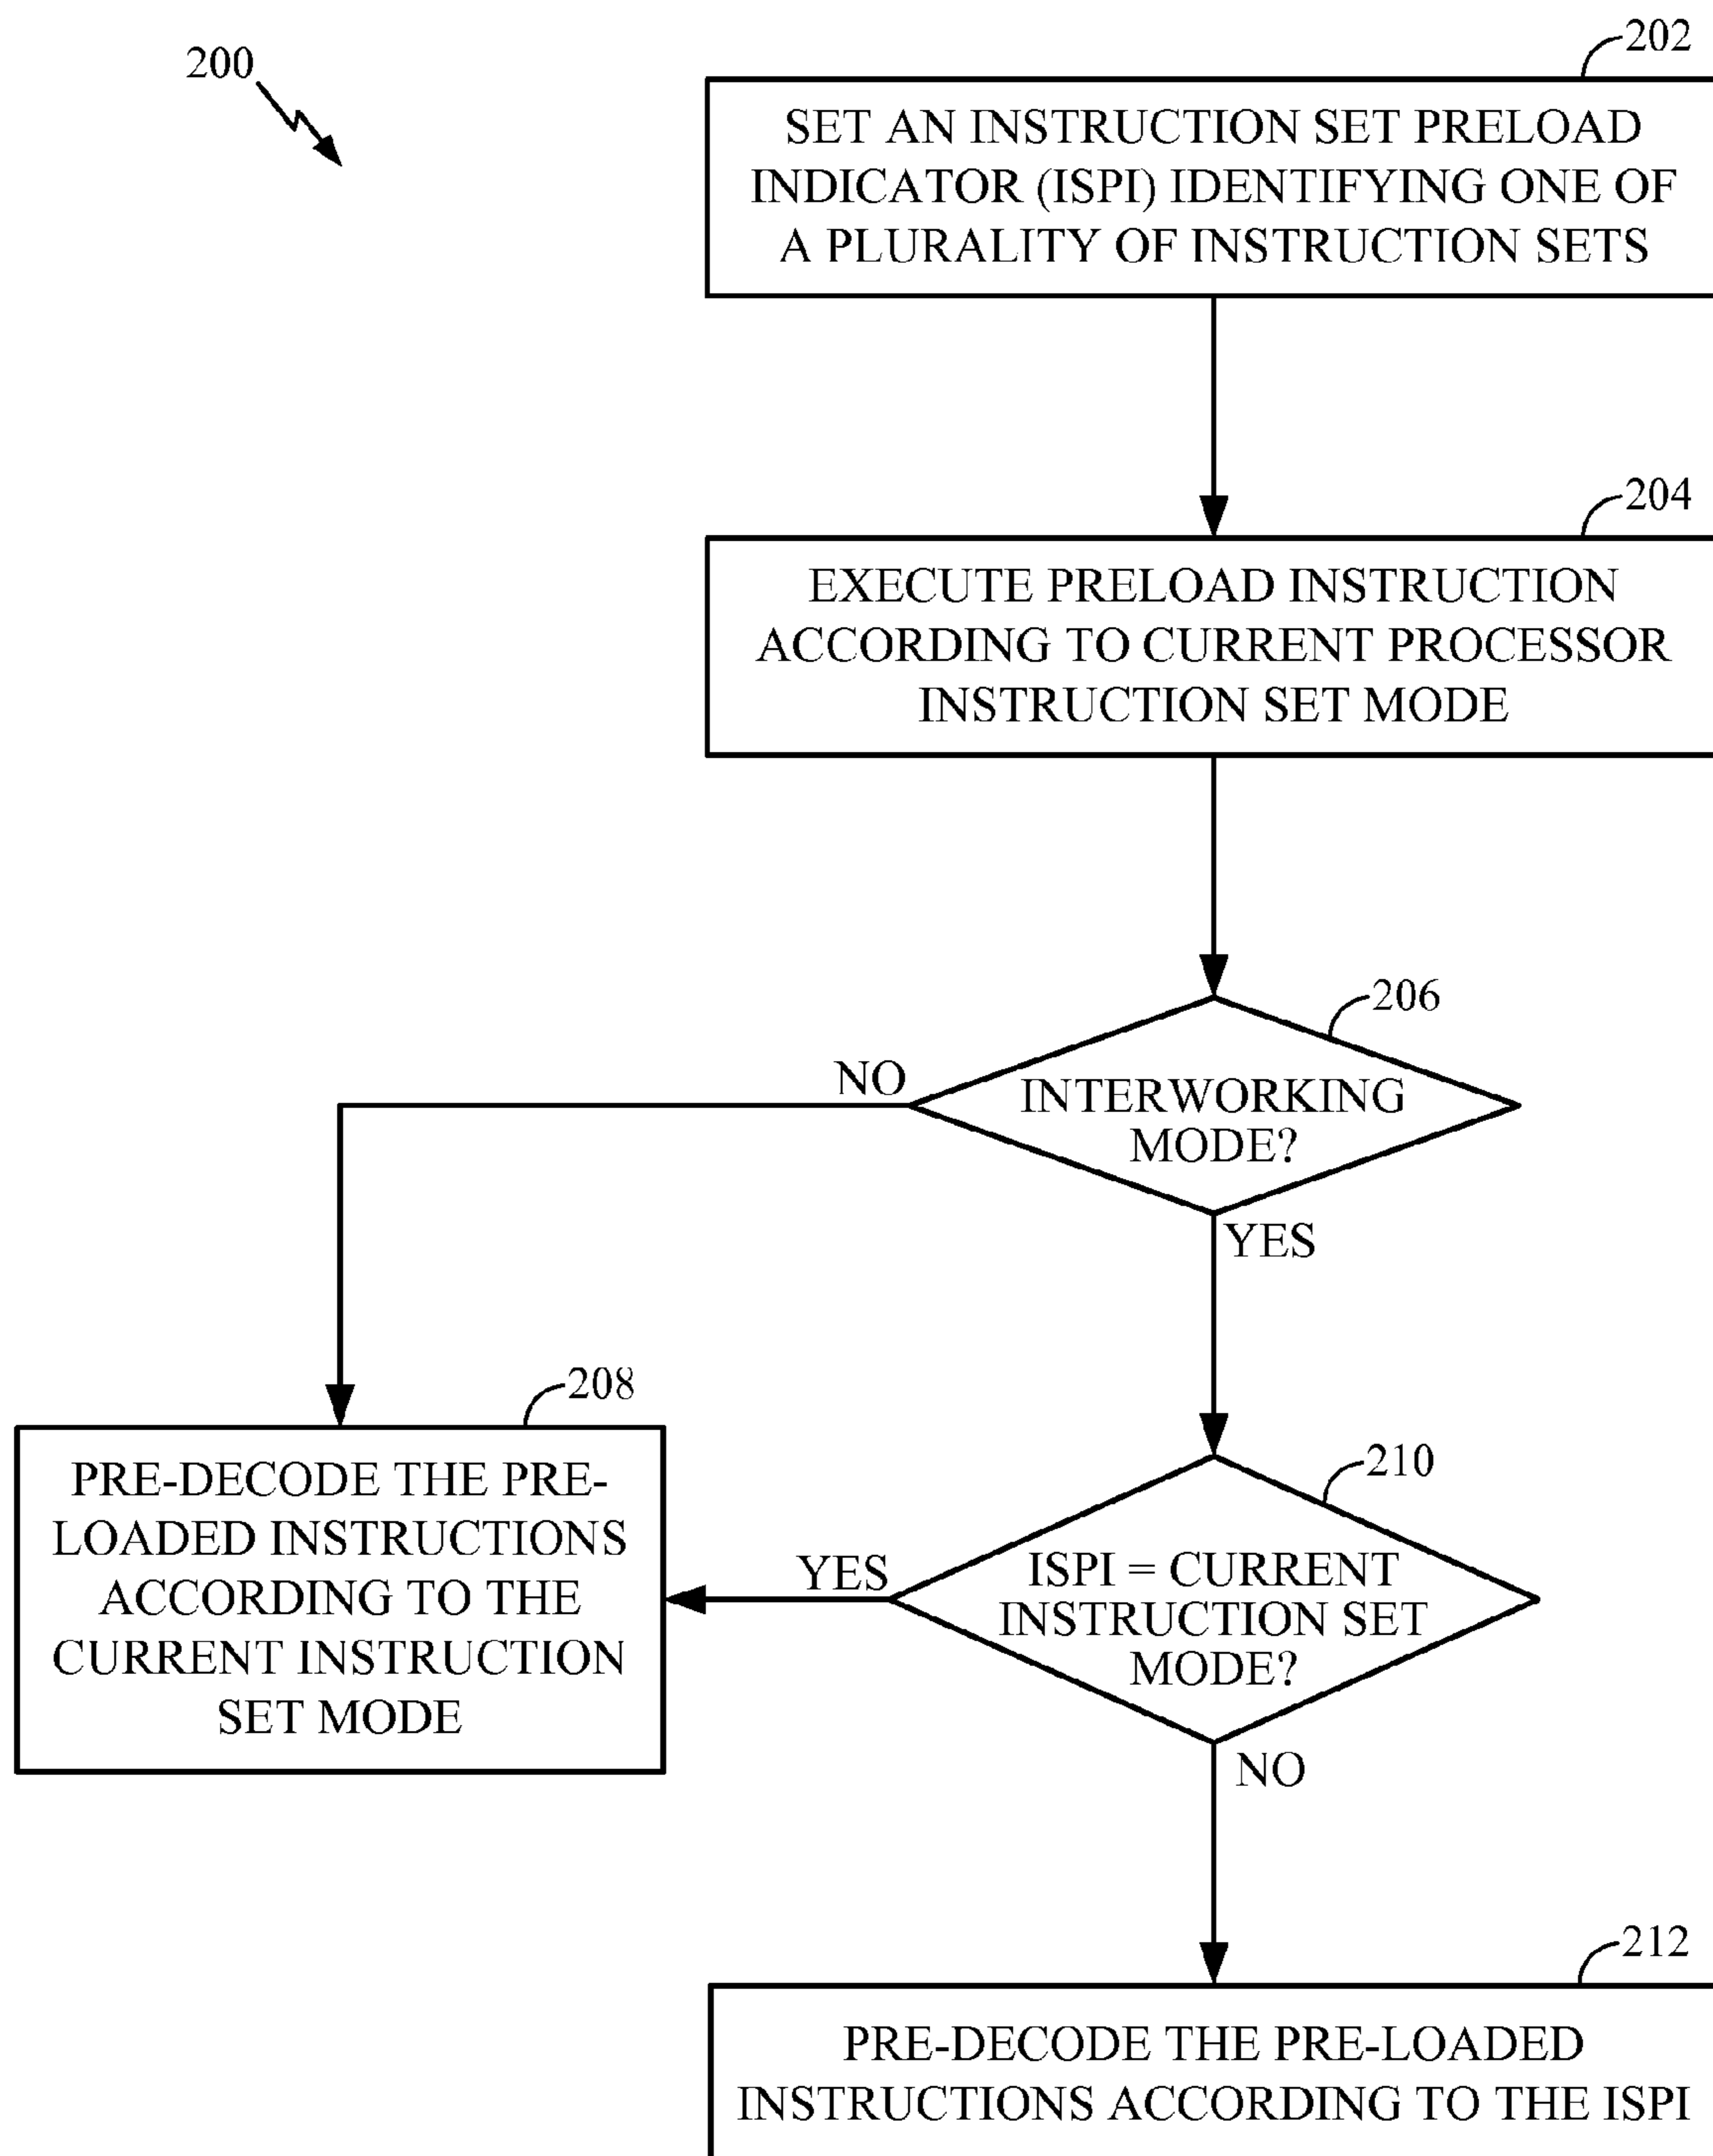 200
202
SET AN INSTRUCTION SET PRELOAD
INDICATOR (ISPI) IDENTIFYING ONE OF
A PLURALITY OF INSTRUCTION SETS
204
EXECUTE PRELOAD INSTRUCTION
ACCORDING TO CURRENT PROCESSOR
INSTRUCTION SET MODE
206
NO
INTERWORKING
MODE?
YES
208
PRE-DECODE THE PRE-
LOADED INSTRUCTIONS
ACCORDING TO THE
CURRENT INSTRUCTION
SET MODE
210
YES
ISPI = CURRENT
INSTRUCTION SET
MODE?
NO
212
PRE-DECODE THE PRE-LOADED
INSTRUCTIONS ACCORDING TO THE ISPI